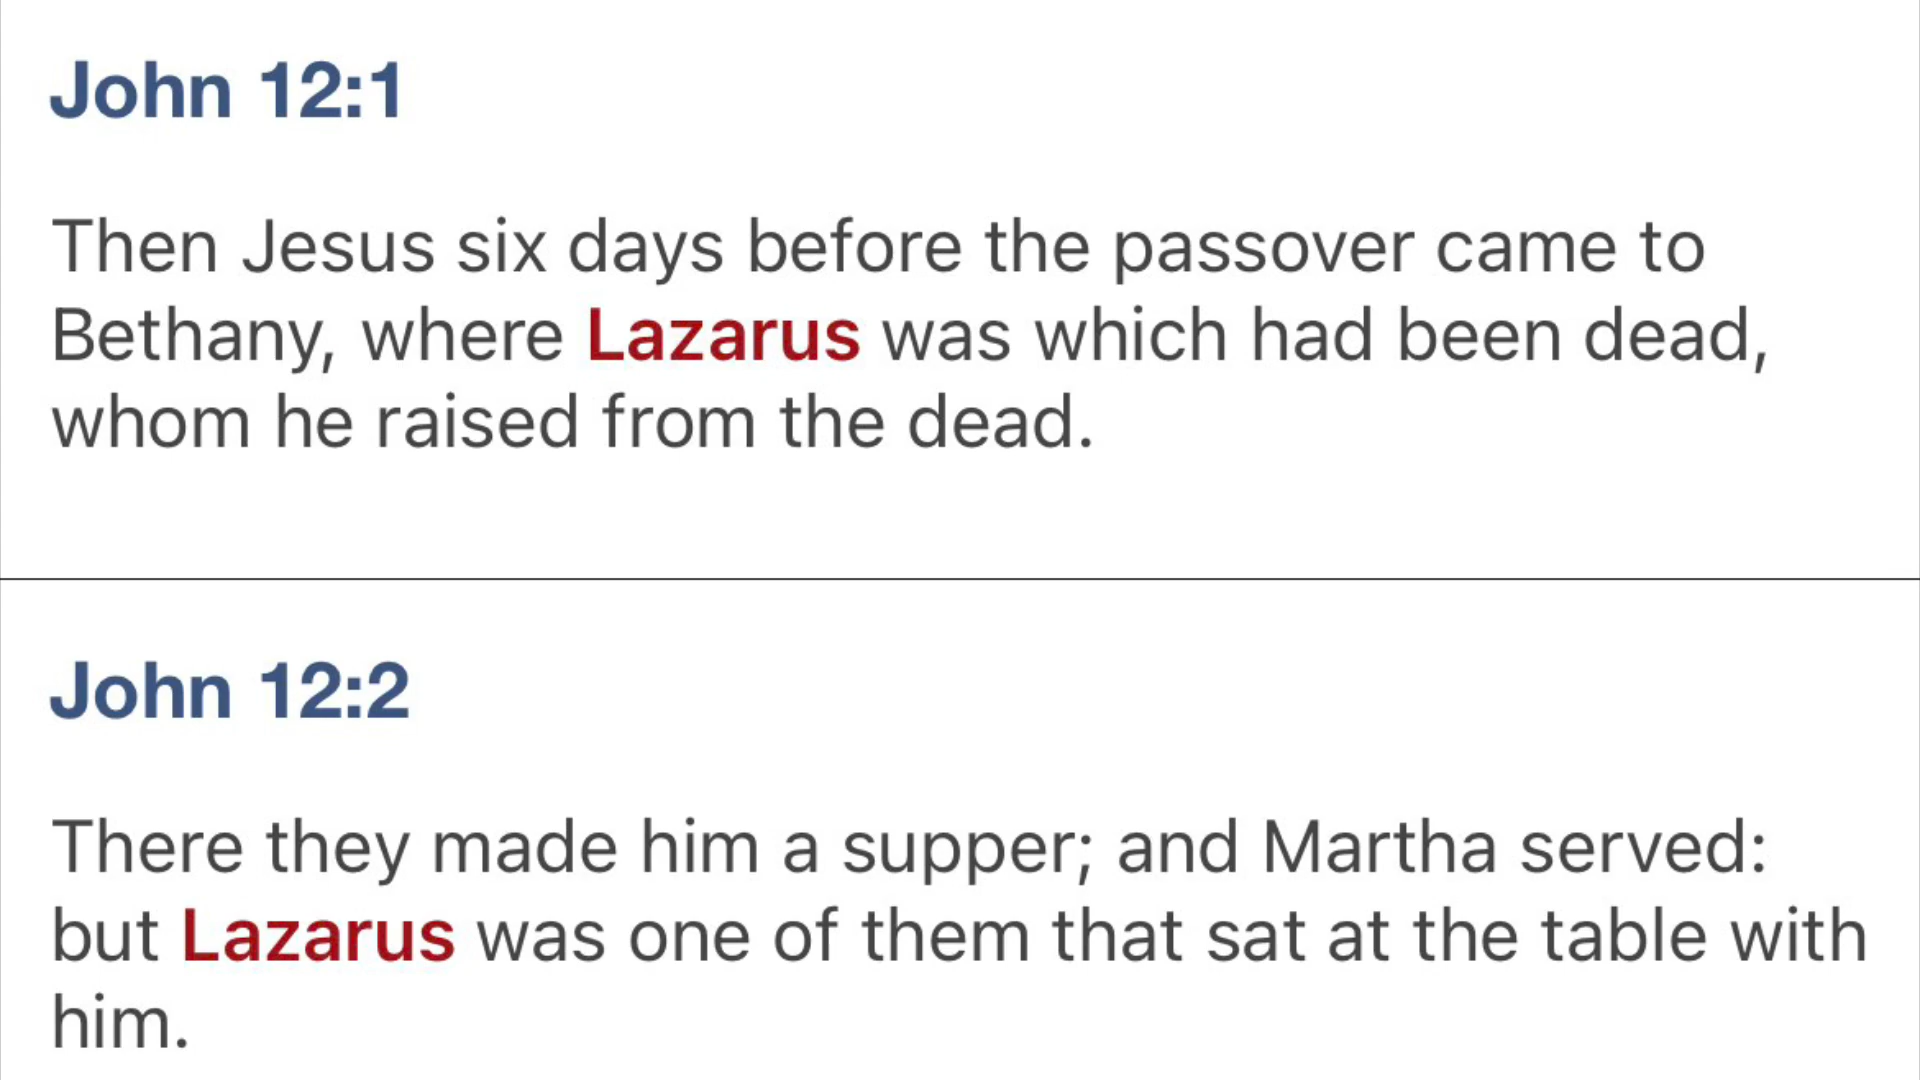 John 12:1
Then Jesus six days before the passover came to
Bethany, where Lazarus was which had been dead,
whom he raised from the dead.
John 12:2
There they made him a supper; and Martha served:
but Lazarus was one of them that sat at the table with
him.